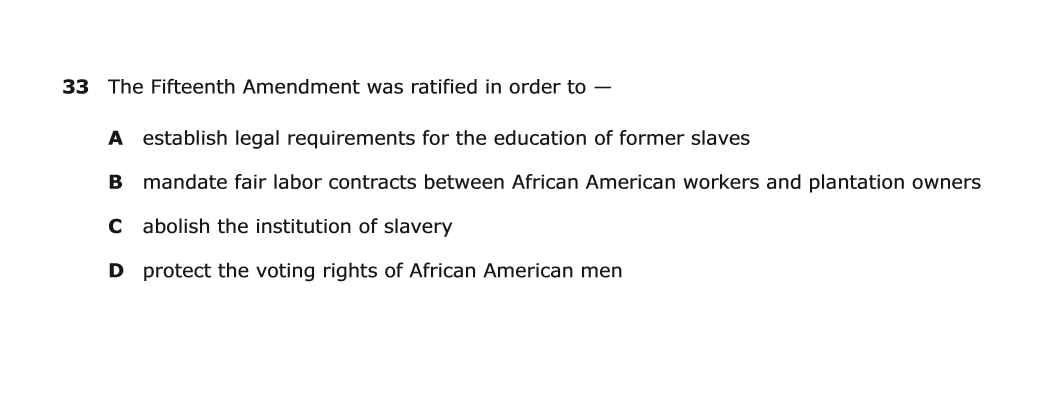 33 The Fifteenth Amendment was ratified in order to —
A establish legal requirements for the education of former slaves
B mandate fair labor contracts between African American workers and plantation owners
C abolish the institution of slavery
D protect the voting rights of African American men